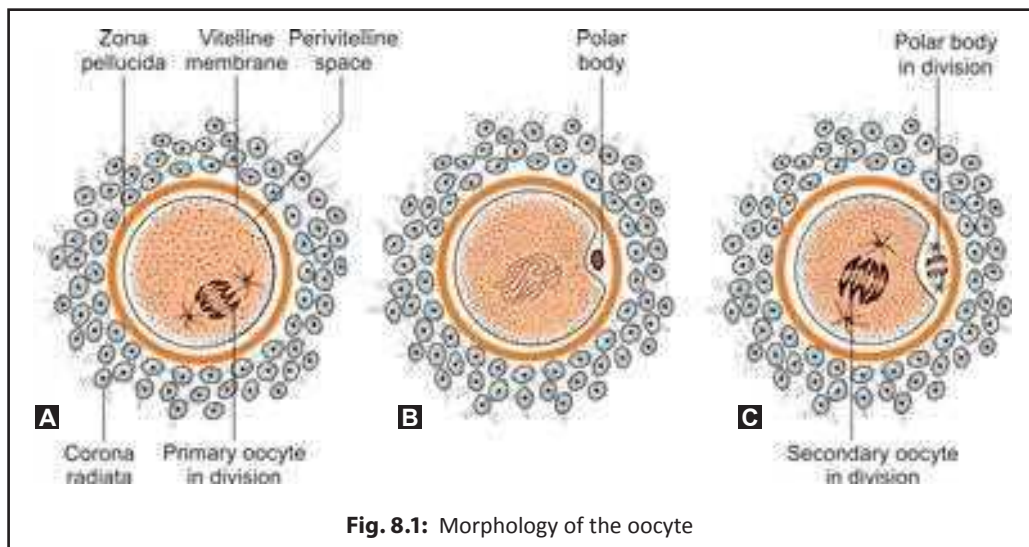 Zona
pellucida
Vitelline
membrane
Perivitelline
space
Polar
body
Polar body
in division
A
B
C
Corona
radiata
Primary oocyte
in division
Secondary oocyte
in division
Fig. 8.1: Morphology of the oocyte